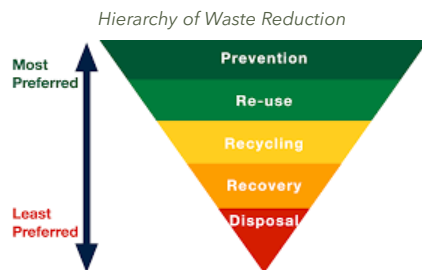 Hierarchy of Waste Reduction
Most
Preferred
Prevention
Re-use
Recycling
Recovery
Disposal
Least
Preferred